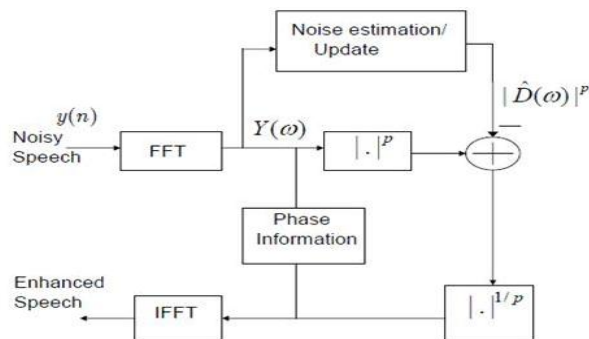 Noise estimation/
Update
| D̂(ω) |^p
y(n)
Noisy
Speech
FFT
Y(ω)
| . |^p
—
+
Phase
Information
Enhanced
Speech
IFFT
| . |^{1/p}